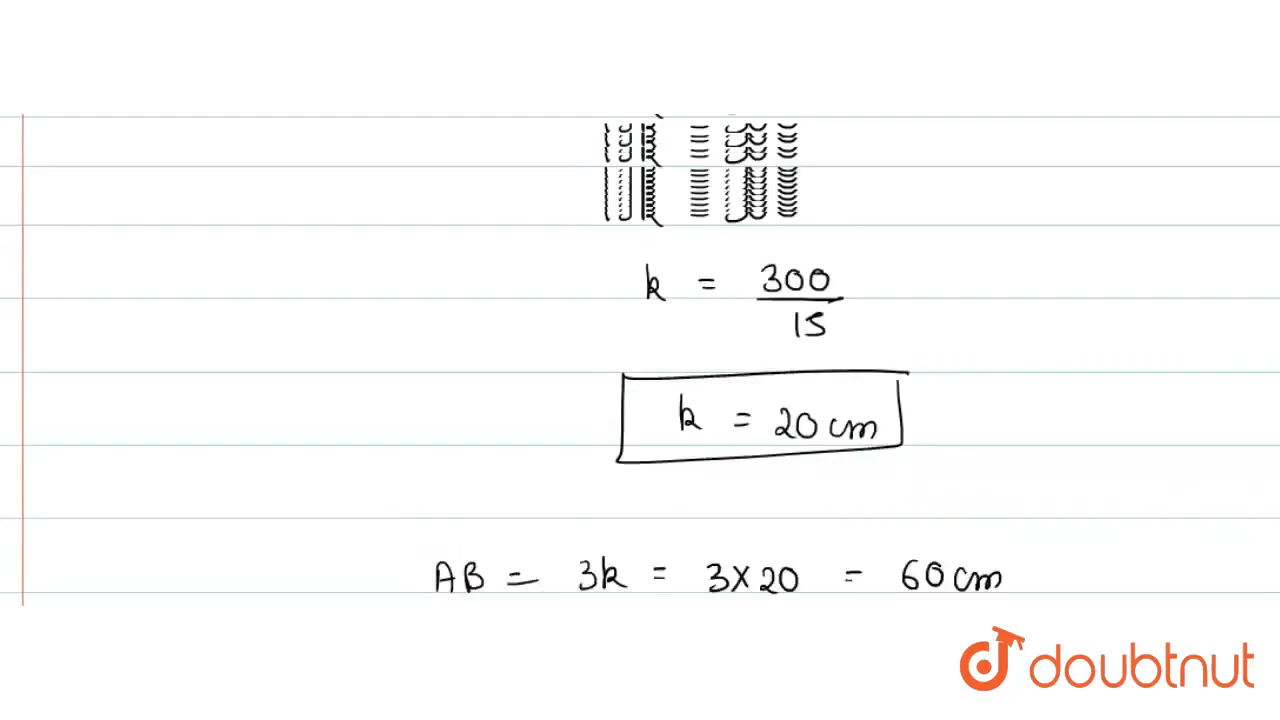 k = 300
15
k = 20 cm
AB = 3k = 3×20 = 60 cm
doubtnut